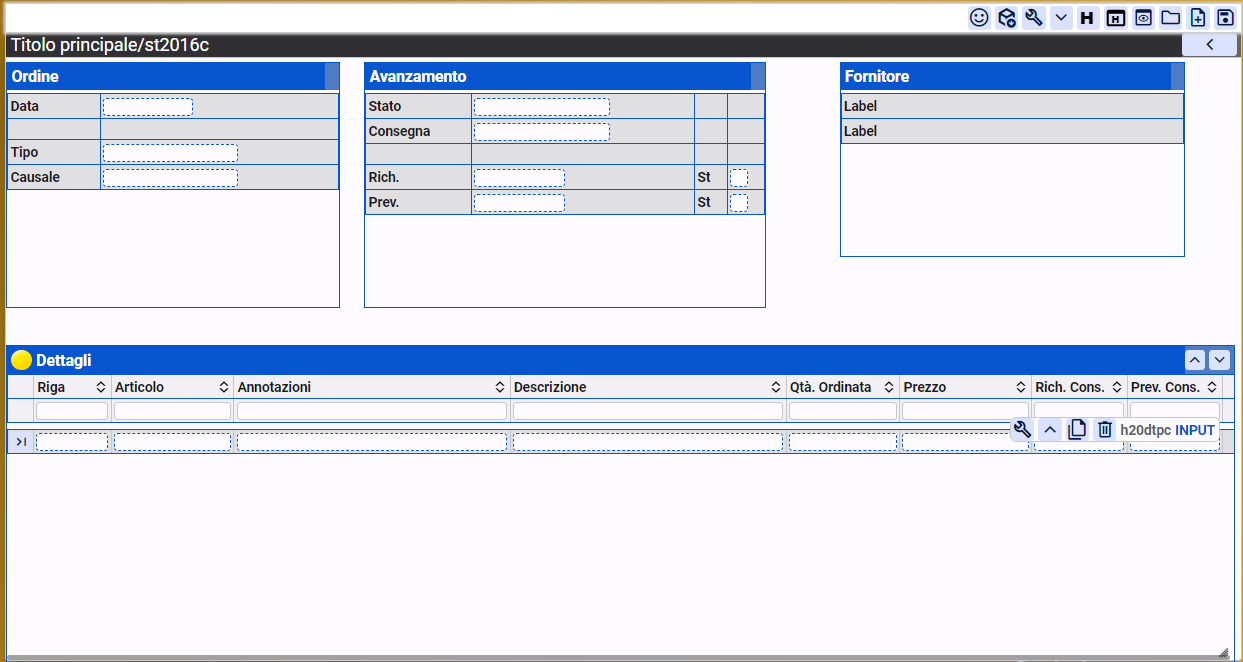 H H
Titolo principale/st2016c
Ordine Avanzamento Fornitore
Data Stato Label
Consegna Label
Tipo
Causale Rich. St
Prev. St
Dettagli
Riga Articolo Annotazioni Descrizione Qtà. Ordinata Prezzo Rich. Cons. Prev. Cons.
h20dtpc INPUT